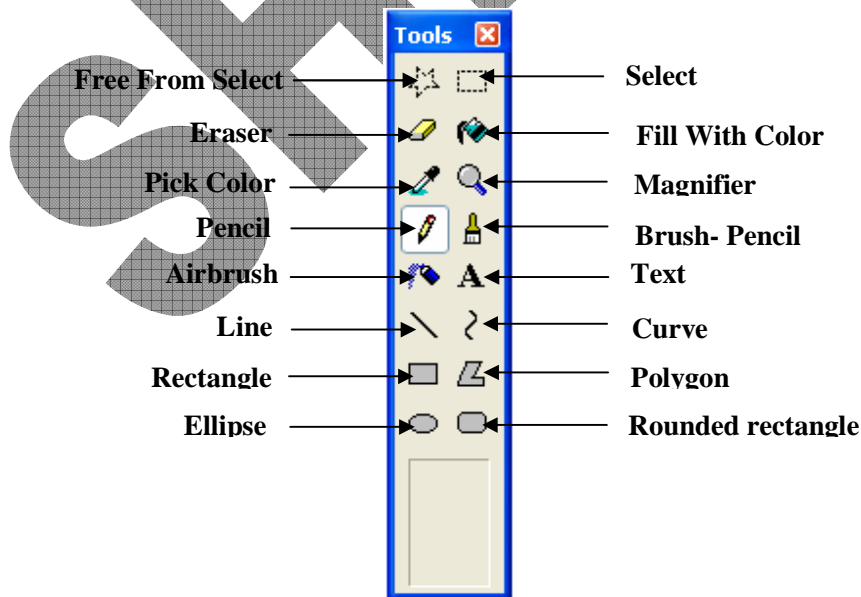 Tools
Free From Select
Select
Eraser
Fill With Color
Pick Color
Magnifier
Pencil
Brush- Pencil
Airbrush
A Text
Line
Curve
Rectangle
Polygon
Ellipse
Rounded rectangle